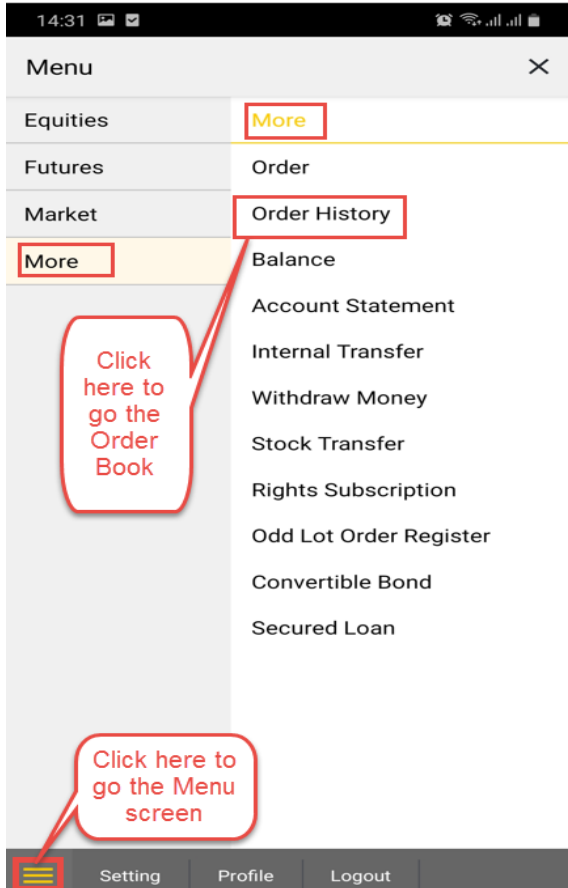 14:31
Menu
Equities
More
Futures
Order
Market
Order History
More
Balance
Account Statement
Internal Transfer
Withdraw Money
Stock Transfer
Rights Subscription
Odd Lot Order Register
Convertible Bond
Secured Loan
Click
here to
go the
Order
Book
Click here to
go the Menu
screen
Setting
Profile
Logout